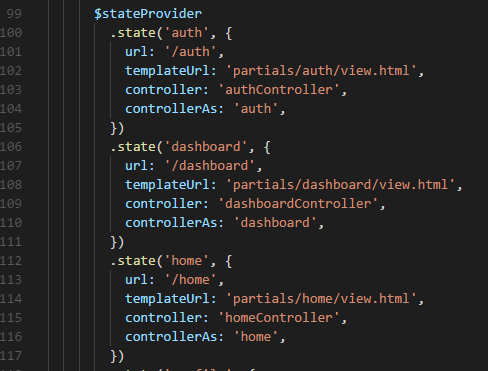 99 $stateProvider
100 .state('auth', {
101 url: '/auth',
102 templateUrl: 'partials/auth/view.html',
103 controller: 'authController',
104 controllerAs: 'auth',
105 })
106 .state('dashboard', {
107 url: '/dashboard',
108 templateUrl: 'partials/dashboard/view.html',
109 controller: 'dashboardController',
110 controllerAs: 'dashboard',
111 })
112 .state('home', {
113 url: '/home',
114 templateUrl: 'partials/home/view.html',
115 controller: 'homeController',
116 controllerAs: 'home',
117 })